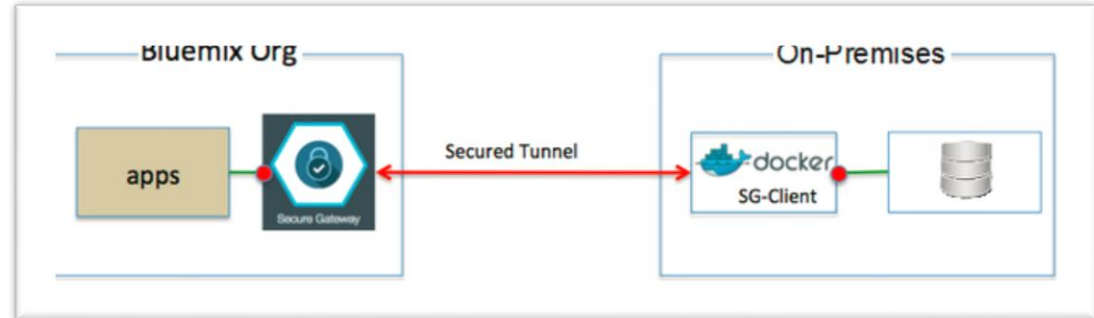 Bluemix Org
On-Premises
apps
Secure Gateway
Secured Tunnel
docker
SG-Client